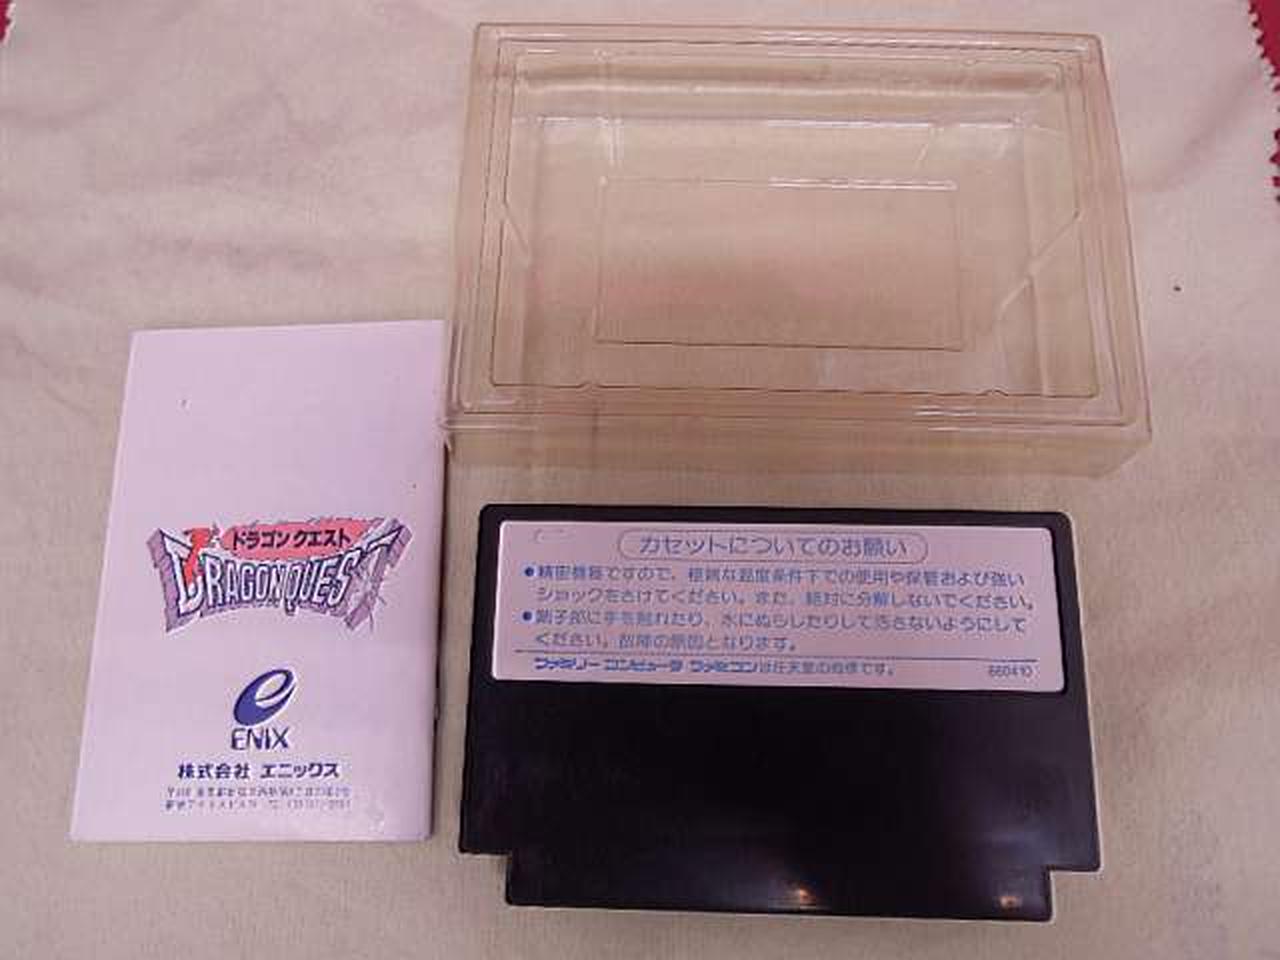 ドラゴンクエスト
DRAGON QUEST
ENIX
株式会社 エニックス
カセットについてのお願い
●精密機器ですので、極端な温度条件下での使用や保管および強い
ショックをさけてください。また、絶対に分解しないでください。
●端子部に手を触れたり、水にぬらしたりして汚さないようにして
ください。故障の原因となります。
ファミリーコンピュータ ファミコンは任天堂の商標です。
660410